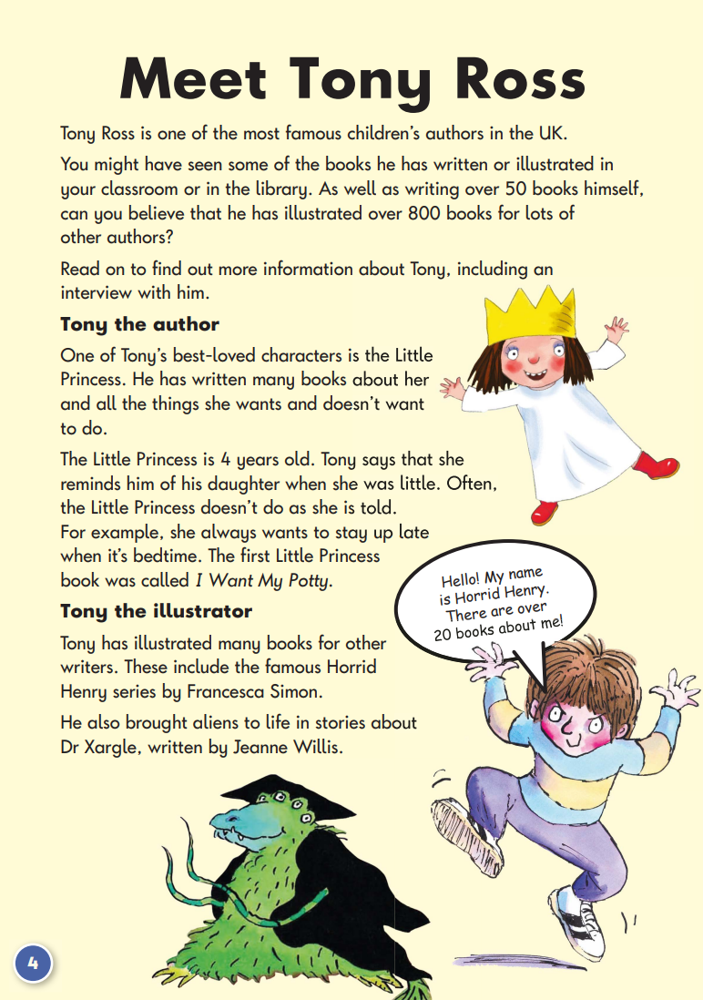 Meet Tony Ross
Tony Ross is one of the most famous children's authors in the UK.
You might have seen some of the books he has written or illustrated in
your classroom or in the library. As well as writing over 50 books himself,
can you believe that he has illustrated over 800 books for lots of
other authors?
Read on to find out more information about Tony, including an
interview with him.
Tony the author
One of Tony's best-loved characters is the Little
Princess. He has written many books about her
and all the things she wants and doesn't want
to do.
The Little Princess is 4 years old. Tony says that she
reminds him of his daughter when she was little. Often,
the Little Princess doesn't do as she is told.
For example, she always wants to stay up late
when it's bedtime. The first Little Princess
book was called I Want My Potty.
Hello! My name
is Horrid Henry.
There are over
20 books about me!
Tony the illustrator
Tony has illustrated many books for other
writers. These include the famous Horrid
Henry series by Francesca Simon.
He also brought aliens to life in stories about
Dr Xargle, written by Jeanne Willis.
4